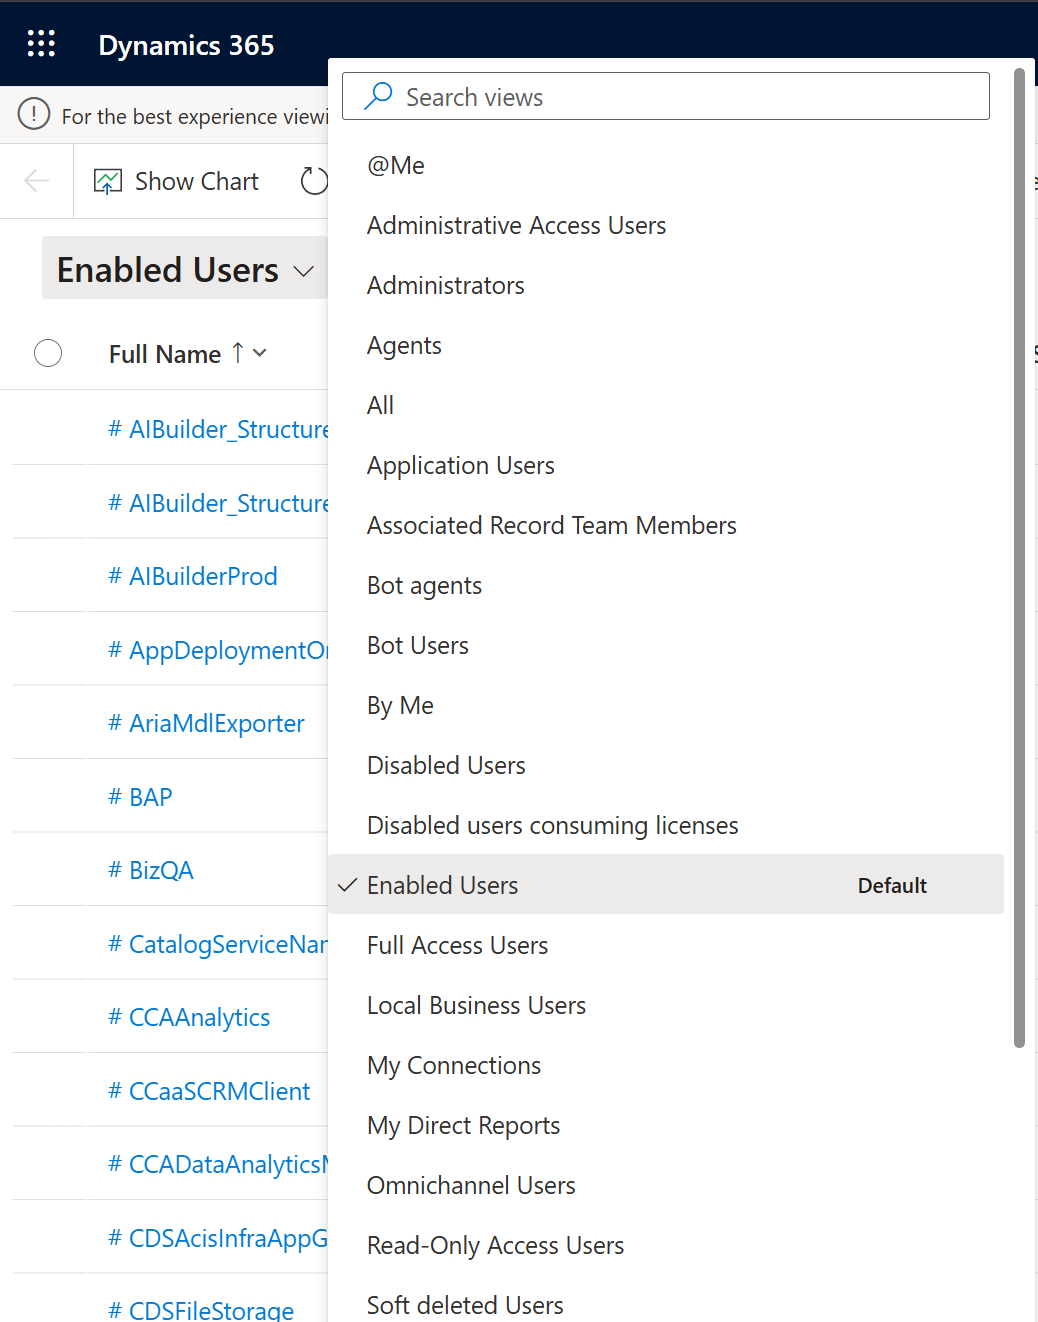 Dynamics 365
For the best experience
Show Chart
Enabled Users
Full Name
# AIBuilder_Structure
# AIBuilder_Structure
# AIBuilderProd
# AppDeploymentOr
# AriaMdlExporter
# BAP
# BizQA
# CatalogServiceNar
# CCAAnalytics
# CCaaSCRMClient
# CCADataAnalytics
# CDSAcisInfraAppG
# CDSFileStorage
Search views
@Me
Administrative Access Users
Administrators
Agents
All
Application Users
Associated Record Team Members
Bot agents
Bot Users
By Me
Disabled Users
Disabled users consuming licenses
Enabled Users Default
Full Access Users
Local Business Users
My Connections
My Direct Reports
Omnichannel Users
Read-Only Access Users
Soft deleted Users